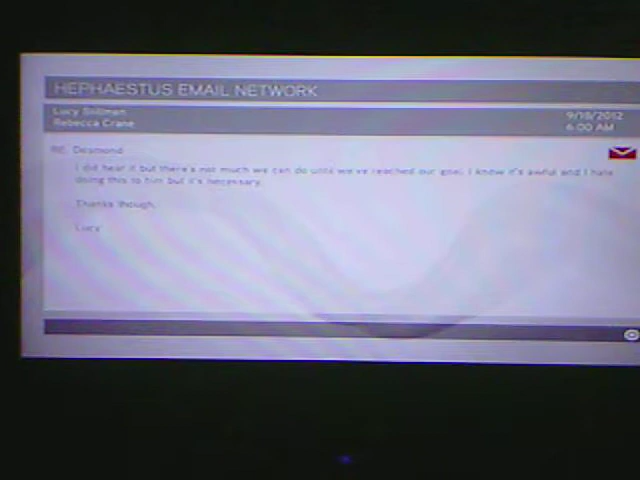 HEPHAESTUS EMAIL NETWORK
Lucy Stillman
9/18/2012
Rebecca Crane
6:00 AM
RE: Desmond
I did hear it but there's not much we can do until we've reached our goal. I know it's awful and I hate
doing this to him but it's necessary.
Thanks though,
Lucy